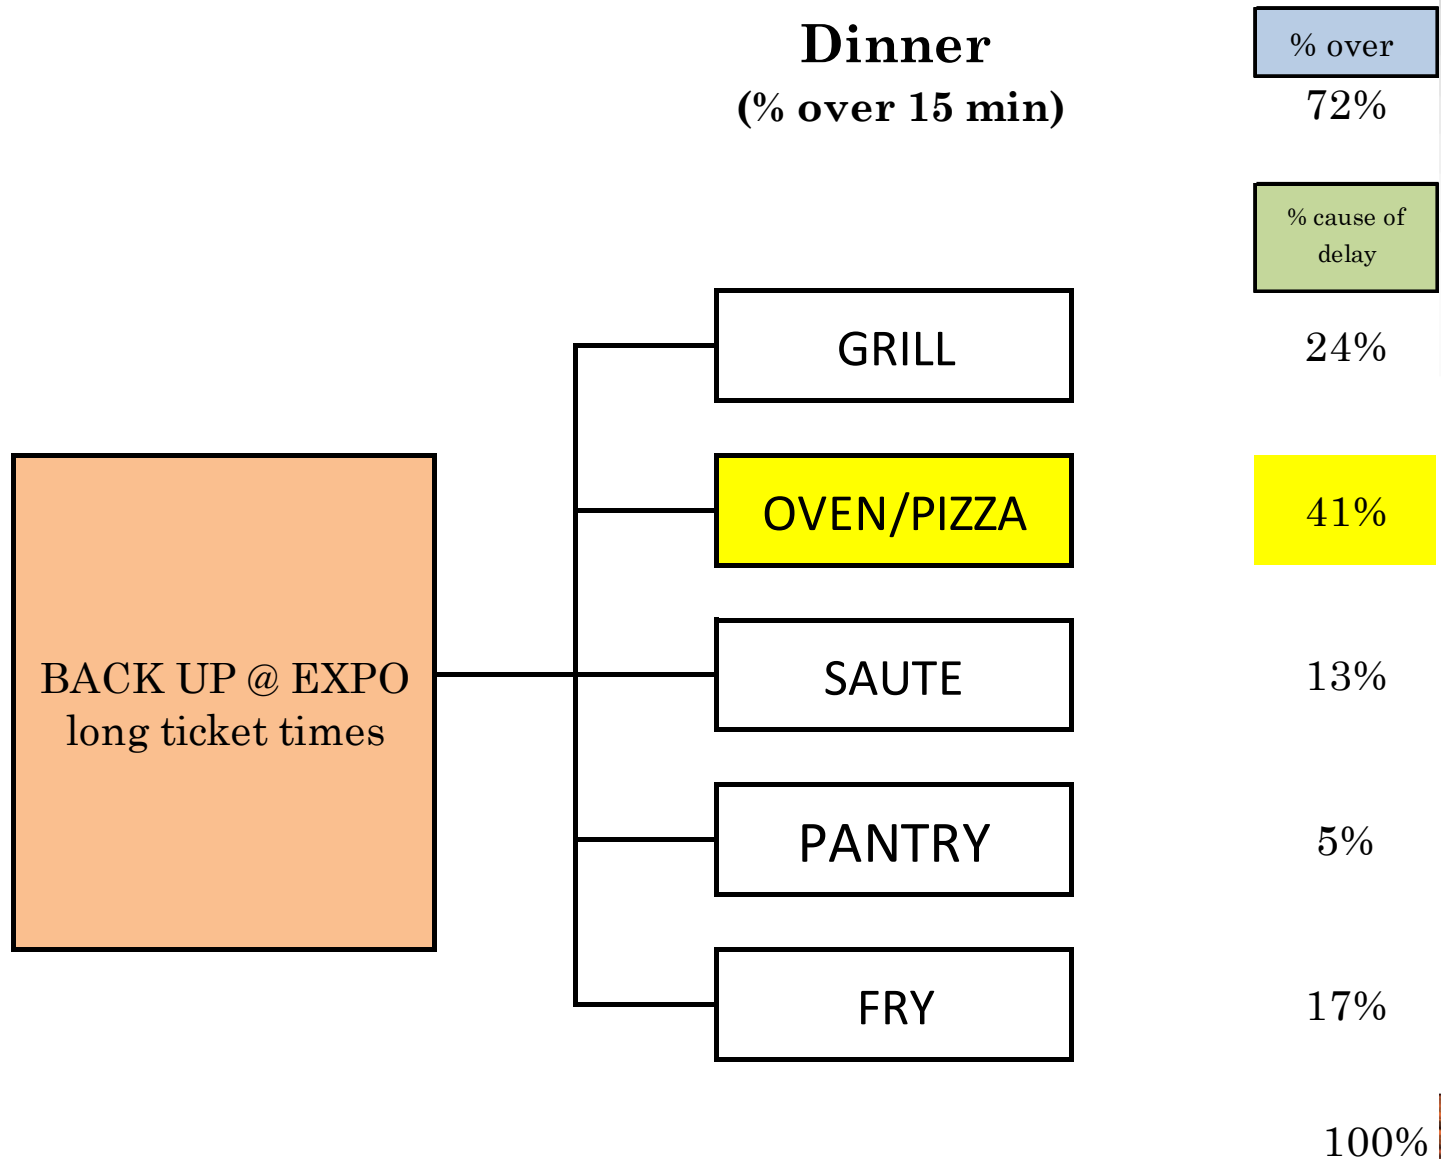 Dinner
% over
(% over 15 min)
72%
% cause of
delay
GRILL
24%
OVEN/PIZZA
41%
BACK UP @ EXPO
long ticket times
SAUTE
13%
PANTRY
5%
FRY
17%
100%